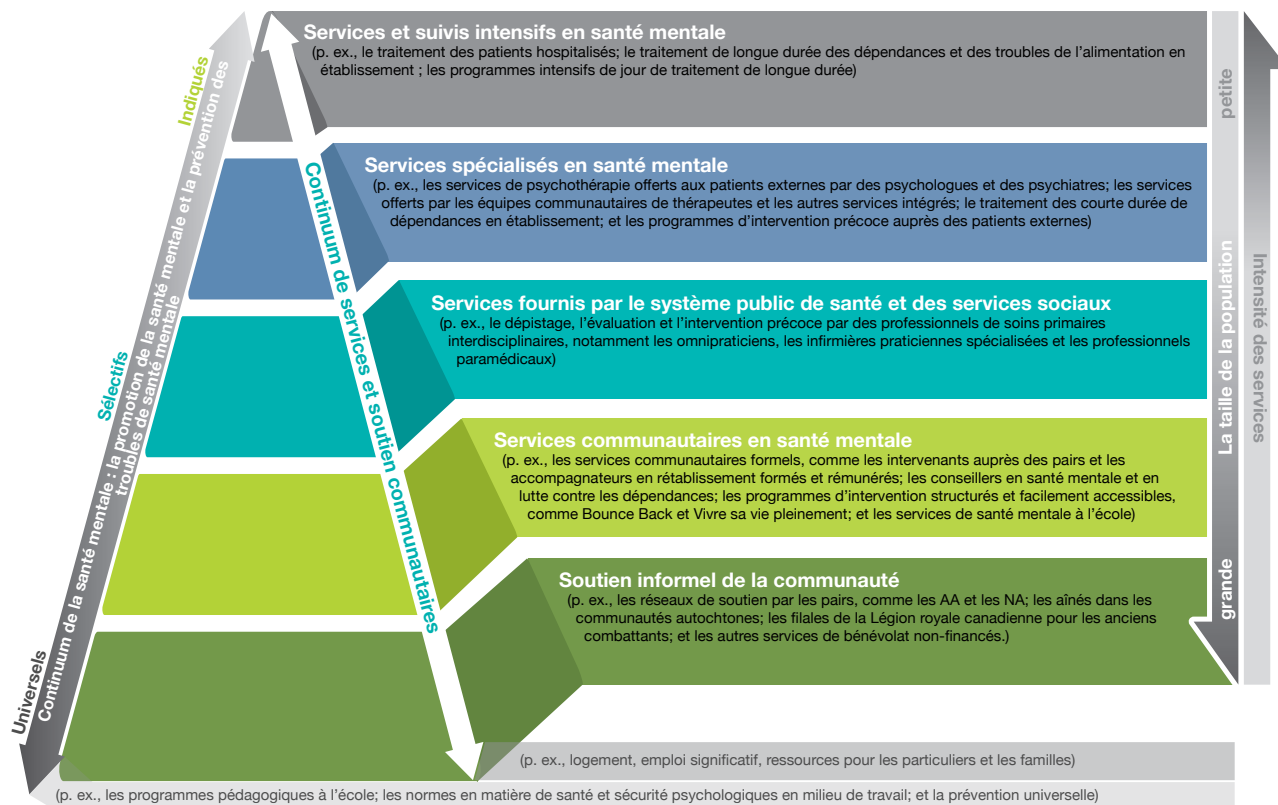 Services et suivis intensifs en santé mentale
(p. ex., le traitement des patients hospitalisés; le traitement de longue durée des dépendances et des troubles de l'alimentation en
établissement ; les programmes intensifs de jour de traitement de longue durée)
Services spécialisés en santé mentale
(p. ex., les services de psychothérapie offerts aux patients externes par des psychologues et des psychiatres; les services
offerts par les équipes communautaires de thérapeutes et les autres services intégrés; le traitement des courte durée de
dépendances en établissement; et les programmes d'intervention précoce auprès des patients externes)
Services fournis par le système public de santé et des services sociaux
(p. ex., le dépistage, l'évaluation et l'intervention précoce par des professionnels de soins primaires
interdisciplinaires, notamment les omnipraticiens, les infirmières praticiennes spécialisées et les professionnels
paramédicaux)
Services communautaires en santé mentale
(p. ex., les services communautaires formels, comme les intervenants auprès des pairs et les
accompagnateurs en rétablissement formés et rémunérés; les conseillers en santé mentale et en
lutte contre les dépendances; les programmes d'intervention structurés et facilement accessibles,
comme Bounce Back et Vivre sa vie pleinement; et les services de santé mentale à l'école)
Soutien informel de la communauté
(p. ex., les réseaux de soutien par les pairs, comme les AA et les NA; les aînés dans les
communautés autochtones; les filales de la Légion royale canadienne pour les anciens
combattants; et les autres services de bénévolat non-financés.)
(p. ex., logement, emploi significatif, ressources pour les particuliers et les familles)
(p. ex., les programmes pédagogiques à l'école; les normes en matière de santé et sécurité psychologiques en milieu de travail; et la prévention universelle)
Universels
Sélectifs
Indiqués
Continuum de la santé mentale : la promotion de la santé mentale et la prévention des
troubles de santé mentale
Continuum de services et soutien communautaires
petite
La taille de la population
grande
Intensité des services